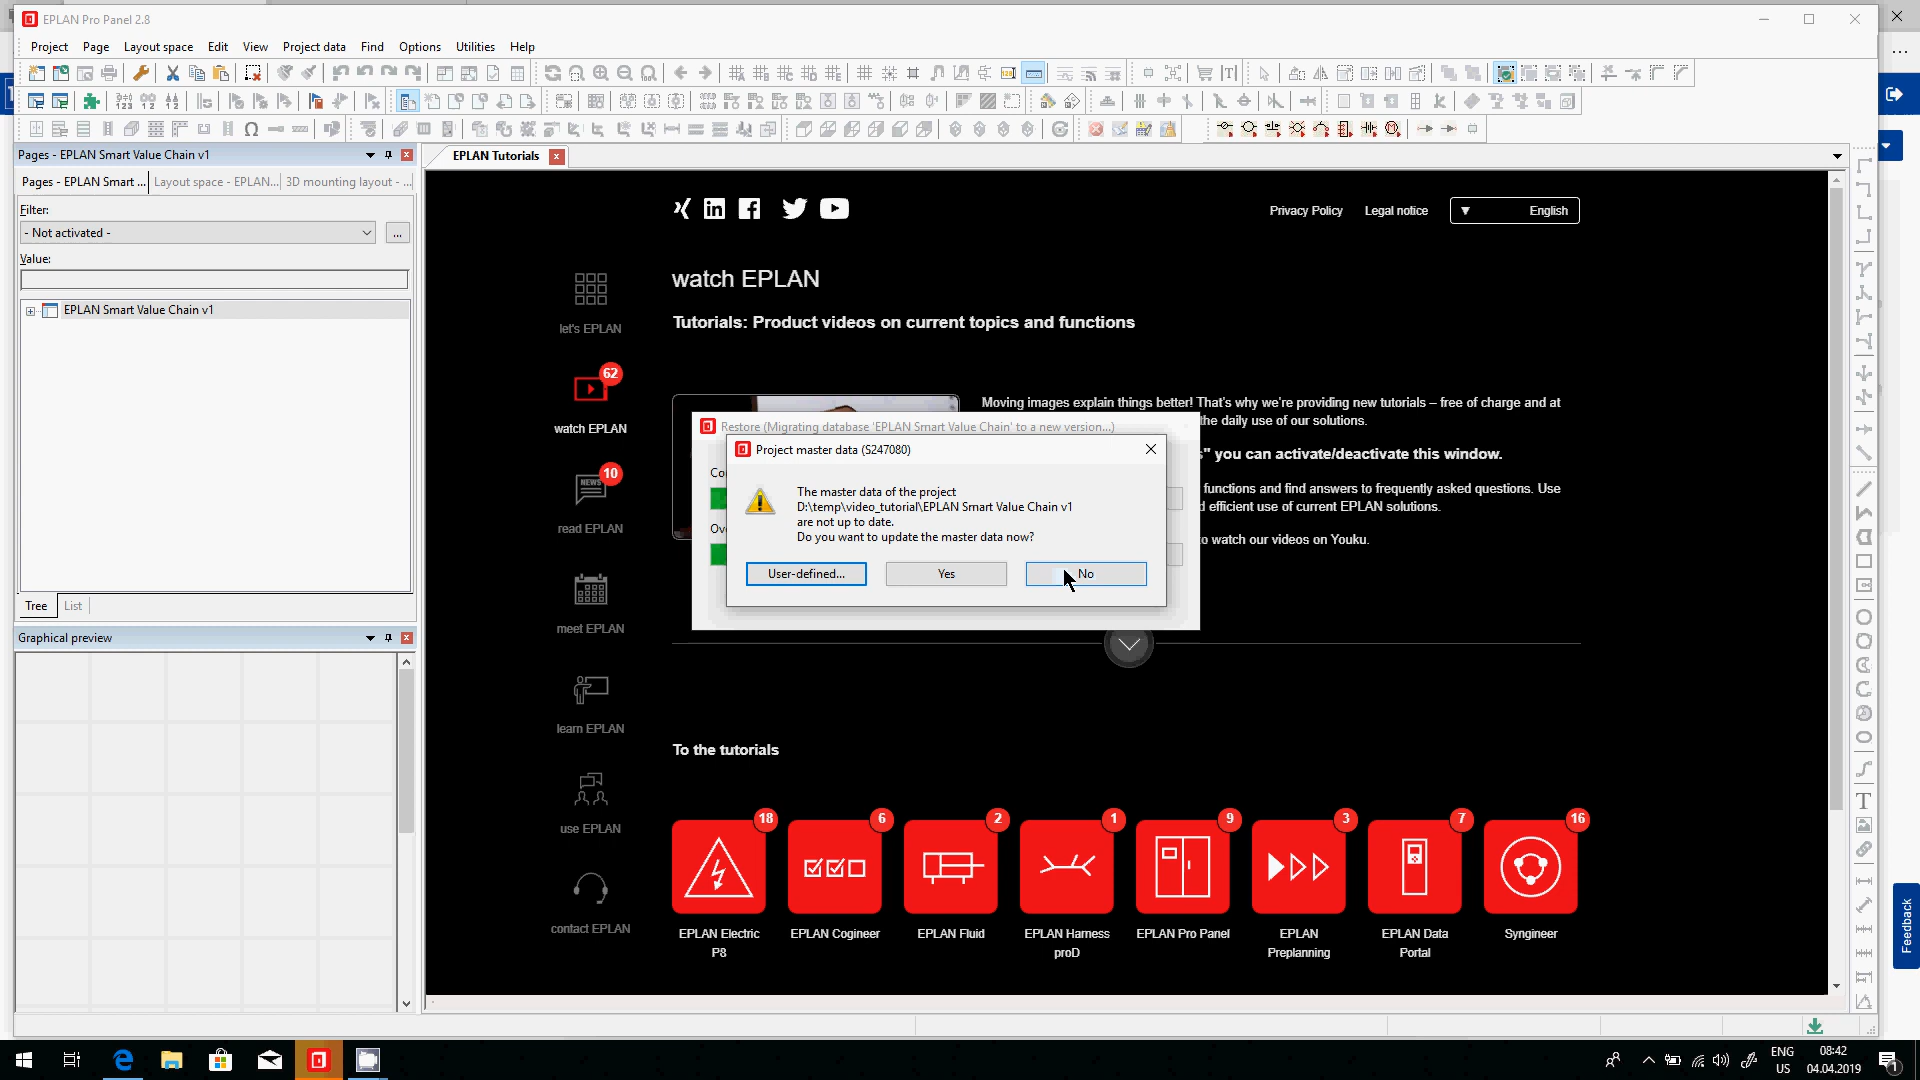 EPLAN Pro Panel 2.8
Project Page Layout space Edit View Project data Find Options Utilities Help
Pages - EPLAN Smart Value Chain v1
Pages - EPLAN Smart ... Layout space - EPLAN... 3D mounting layout - ...
Filter:
- Not activated -
...
Value:
EPLAN Smart Value Chain v1
Tree List
Graphical preview
EPLAN Tutorials
Privacy Policy Legal notice English
watch EPLAN
Tutorials: Product videos on current topics and functions
let's EPLAN
62
watch EPLAN
10
NEWS
read EPLAN
meet EPLAN
learn EPLAN
use EPLAN
contact EPLAN
Moving images explain things better! That's why we're providing new tutorials – free of charge and at
the daily use of our solutions.
s" you can activate/deactivate this window.
functions and find answers to frequently asked questions. Use
d efficient use of current EPLAN solutions.
to watch our videos on Youku.
Restore (Migrating database 'EPLAN Smart Value Chain' to a new version...)
Co
Ov
Project master data (S247080)
The master data of the project
D:\temp\video_tutorial\EPLAN Smart Value Chain v1
are not up to date.
Do you want to update the master data now?
User-defined... Yes No
To the tutorials
18 6 2 1 9 3 7 16
EPLAN Electric P8
EPLAN Cogineer
EPLAN Fluid
EPLAN Harness proD
EPLAN Pro Panel
EPLAN Preplanning
EPLAN Data Portal
Syngineer
Feedback
ENG
US
08:42
04.04.2019
1